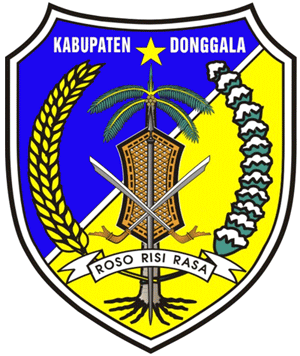 KABUPATEN DONGGALA
ROSO RISI RASA